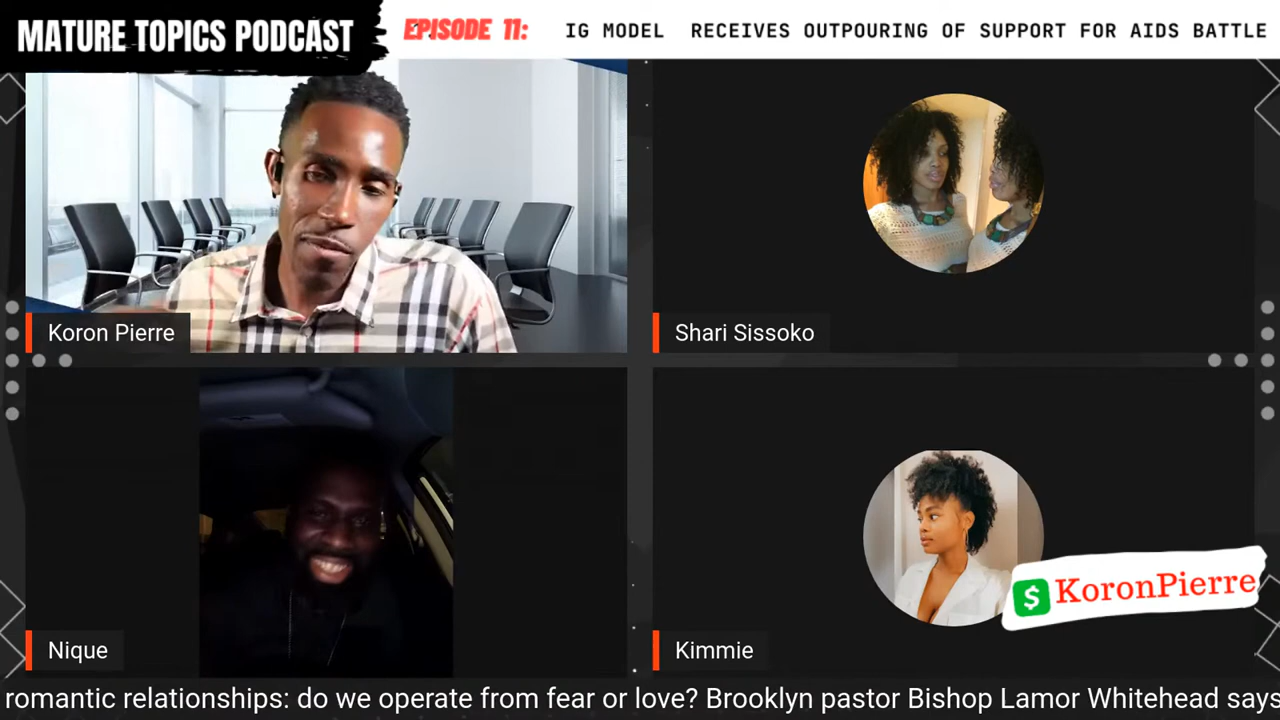 MATURE TOPICS PODCAST
EPISODE 11:
IG MODEL RECEIVES OUTPOURING OF SUPPORT FOR AIDS BATTLE
Koron Pierre
Shari Sissoko
Nique
Kimmie
$ KoronPierre
romantic relationships: do we operate from fear or love? Brooklyn pastor Bishop Lamor Whitehead says